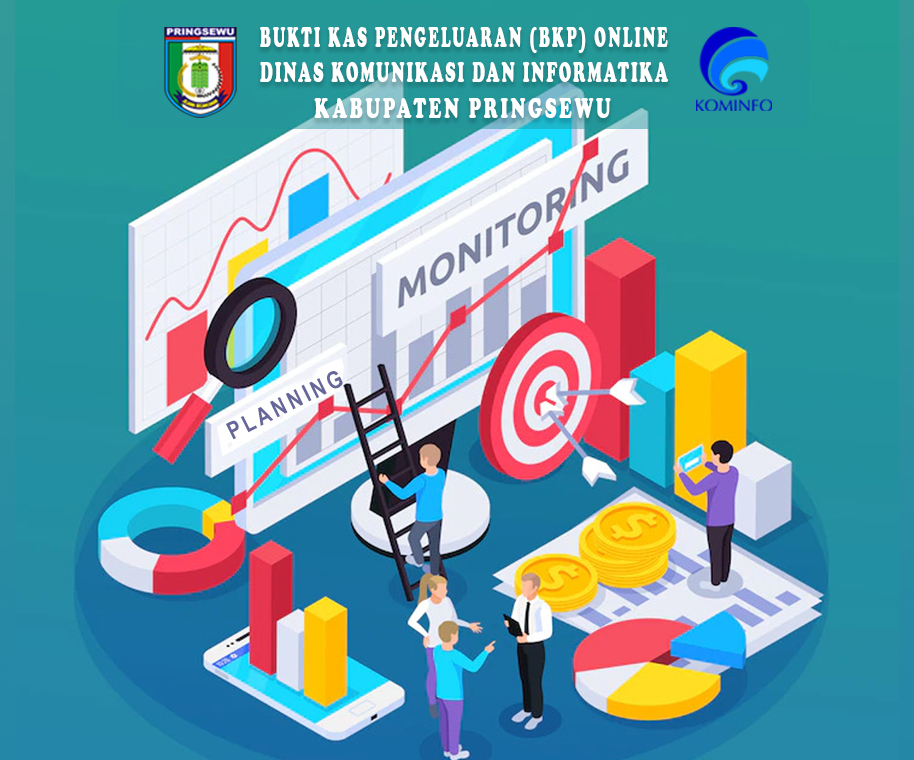 PRINGSEWU
BUKTI KAS PENGELUARAN (BKP) ONLINE
DINAS KOMUNIKASI DAN INFORMATIKA
KABUPATEN PRINGSEWU
KOMINFO
MONITORING
PLANNING